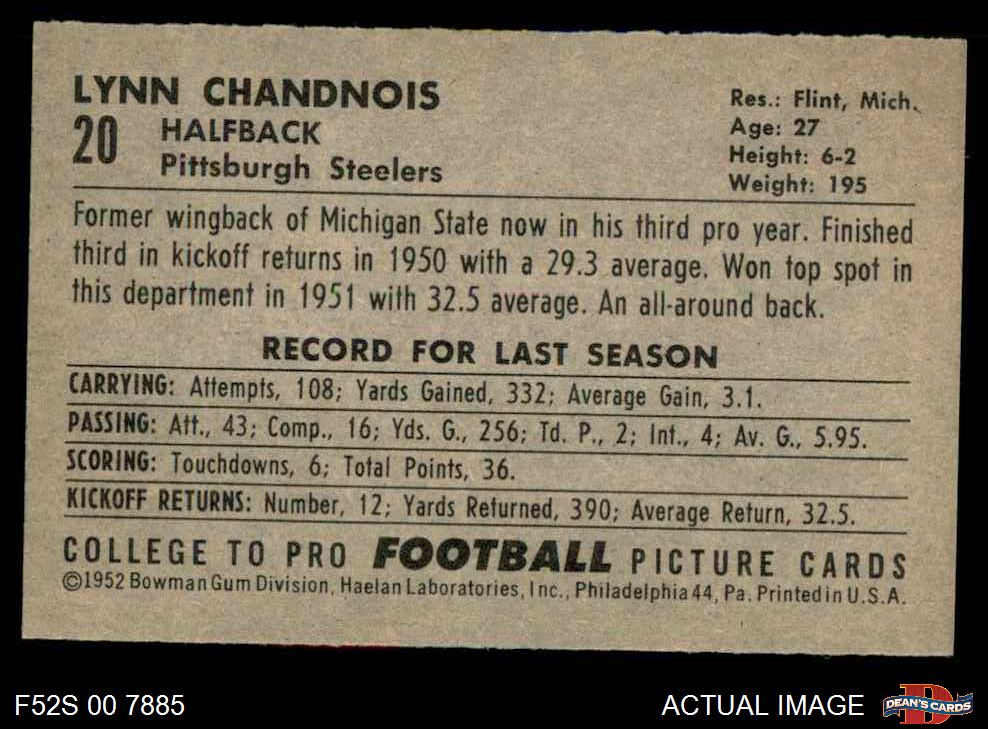 LYNN CHANDNOIS
20 HALFBACK
Pittsburgh Steelers
Res.: Flint, Mich.
Age: 27
Height: 6-2
Weight: 195
Former wingback of Michigan State now in his third pro year. Finished
third in kickoff returns in 1950 with a 29.3 average. Won top spot in
this department in 1951 with 32.5 average. An all-around back.
RECORD FOR LAST SEASON
CARRYING: Attempts, 108; Yards Gained, 332; Average Gain, 3.1.
PASSING: Att., 43; Comp., 16; Yds. G., 256; Td. P., 2; Int., 4; Av. G., 5.95.
SCORING: Touchdowns, 6; Total Points, 36.
KICKOFF RETURNS: Number, 12; Yards Returned, 390; Average Return, 32.5.
COLLEGE TO PRO FOOTBALL PICTURE CARDS
©1952 Bowman Gum Division, Haelan Laboratories, Inc., Philadelphia 44, Pa. Printed in U.S.A.
F52S 00 7885
ACTUAL IMAGE
DEAN'S CARDS